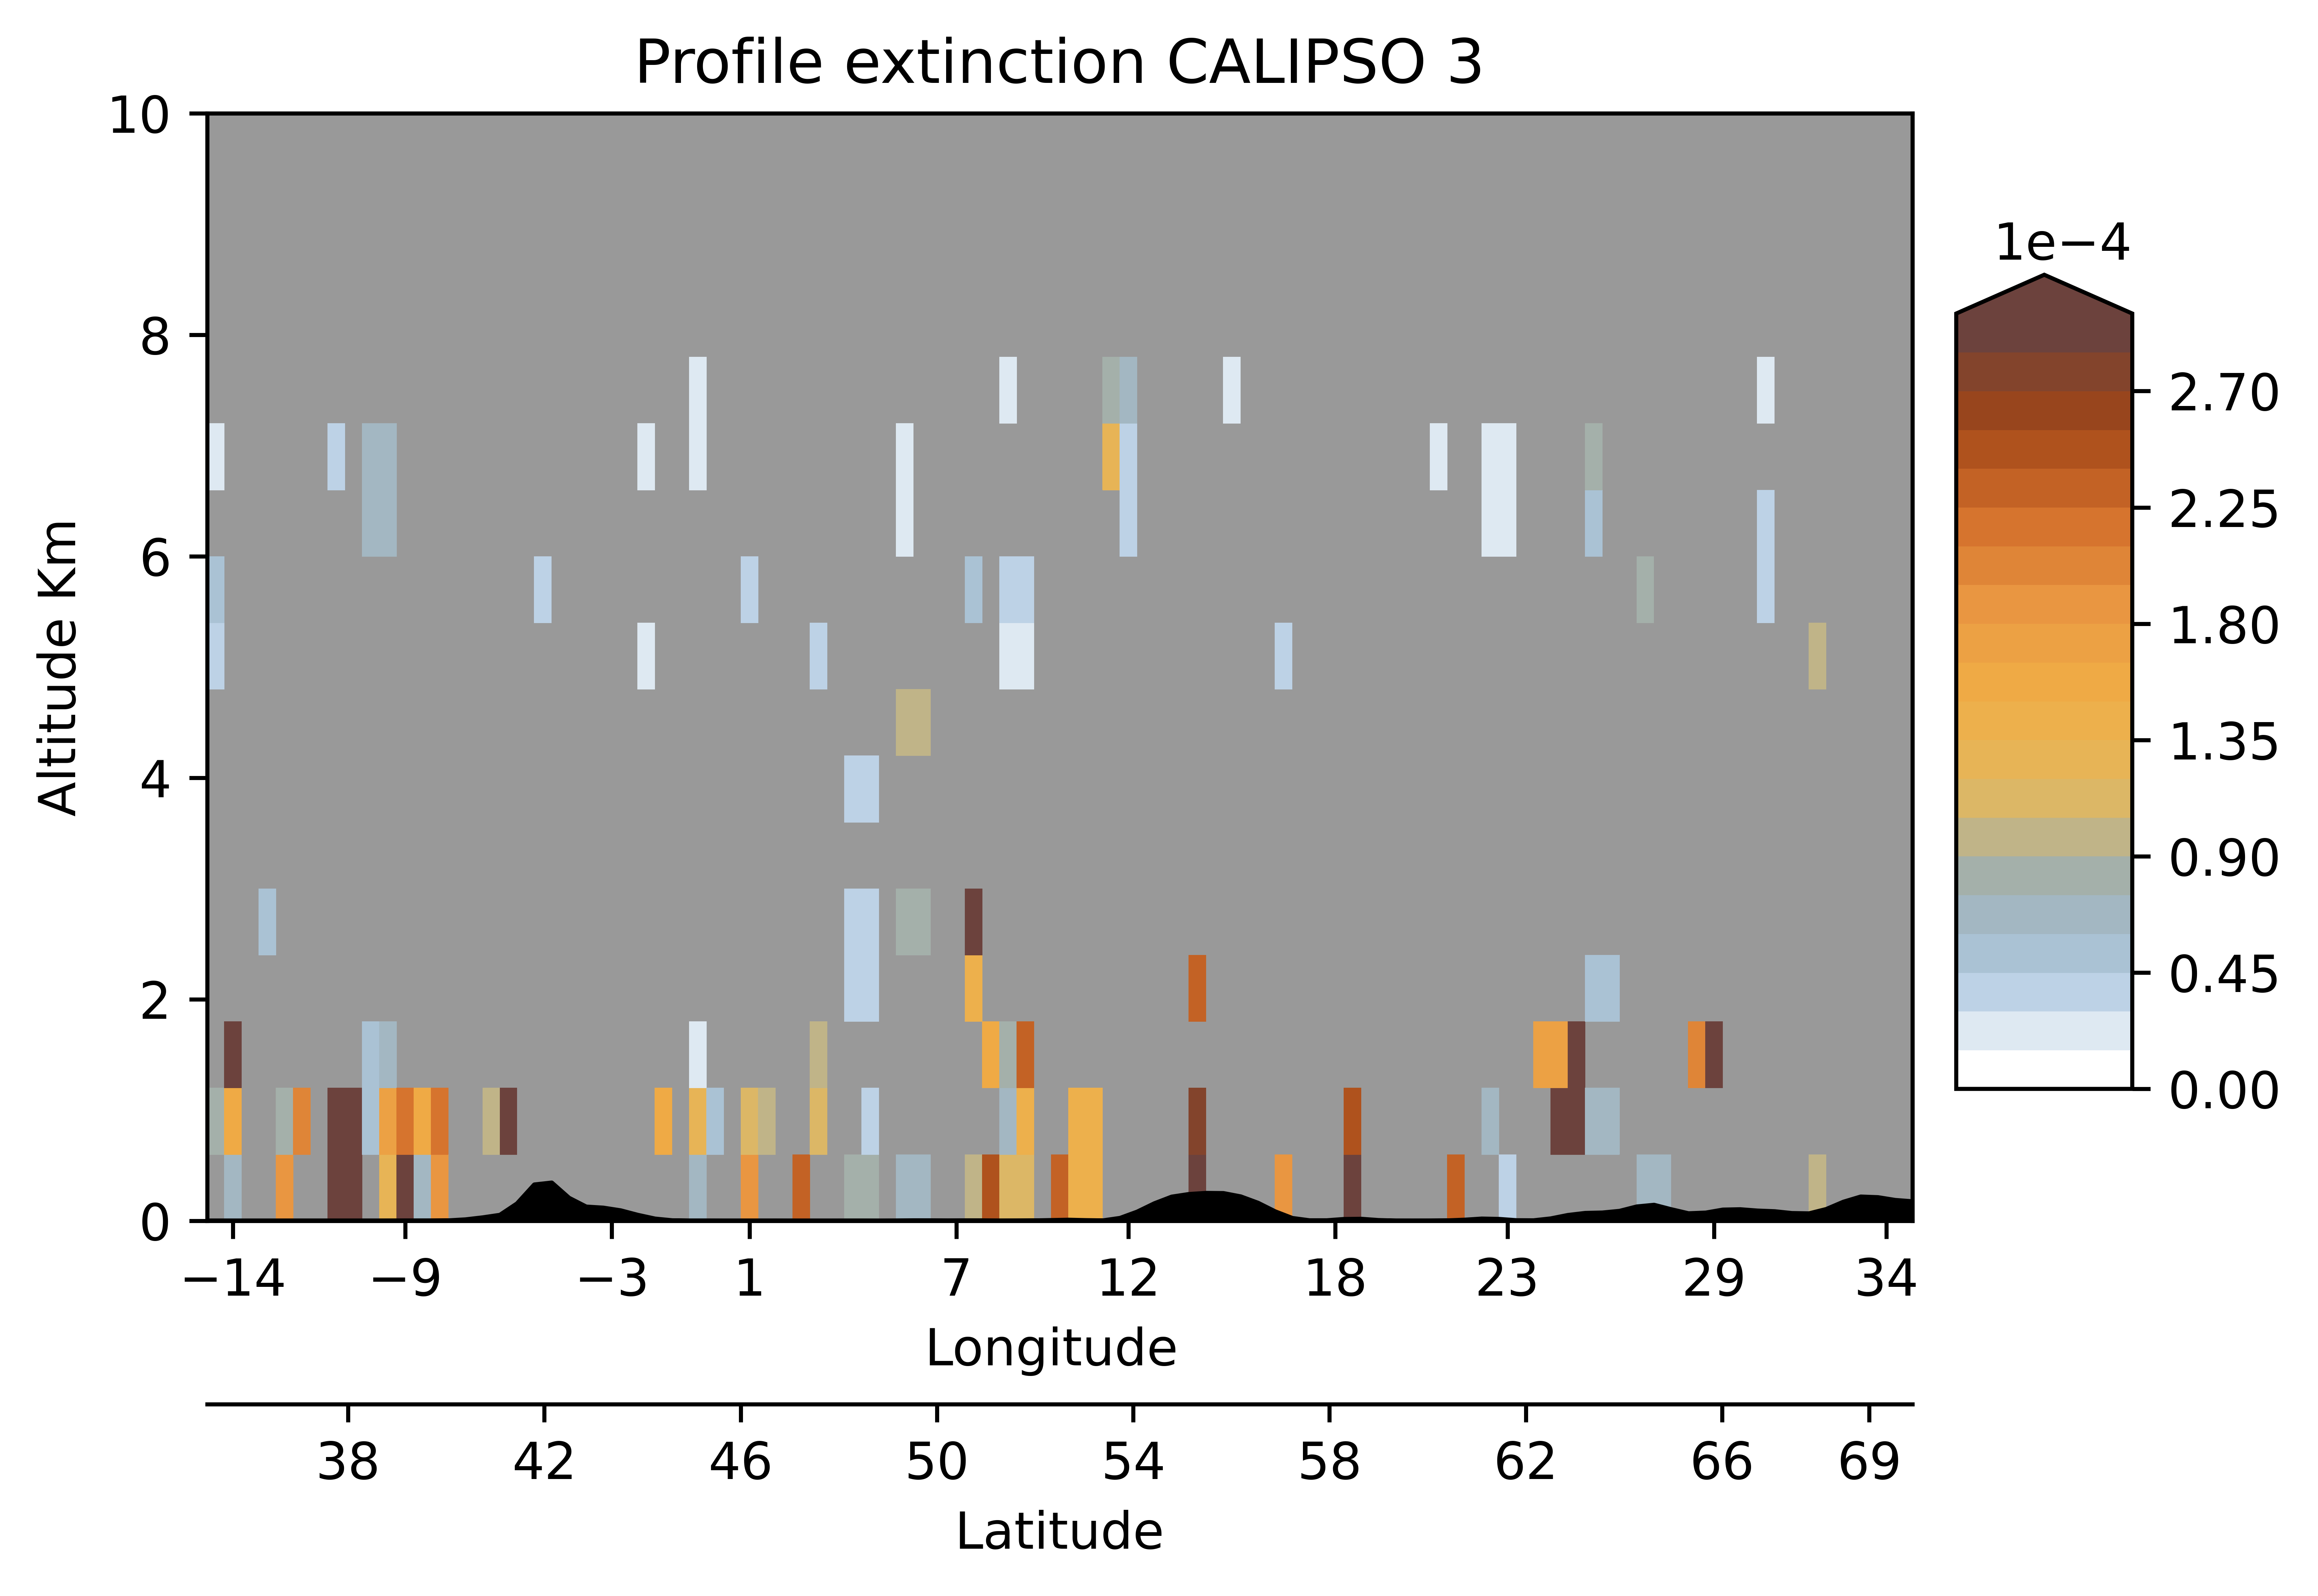 Profile extinction CALIPSO 3
10
8
6
4
2
0
Altitude Km
−14 −9 −3 1 7 12 18 23 29 34
Longitude
38 42 46 50 54 58 62 66 69
Latitude
1e−4
2.70
2.25
1.80
1.35
0.90
0.45
0.00